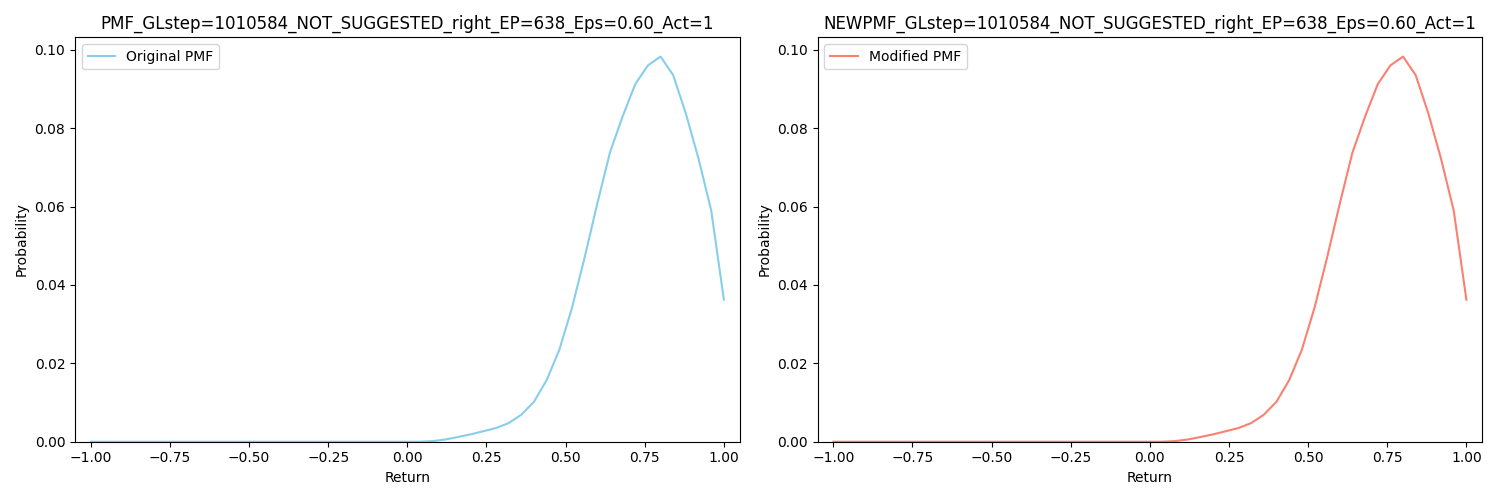 PMF_GLstep=1010584_NOT_SUGGESTED_right_EP=638_Eps=0.60_Act=1
Original PMF
0.10
0.08
0.06
0.04
0.02
0.00
Probability
−1.00 −0.75 −0.50 −0.25 0.00 0.25 0.50 0.75 1.00
Return
NEWPMF_GLstep=1010584_NOT_SUGGESTED_right_EP=638_Eps=0.60_Act=1
Modified PMF
0.10
0.08
0.06
0.04
0.02
0.00
Probability
−1.00 −0.75 −0.50 −0.25 0.00 0.25 0.50 0.75 1.00
Return